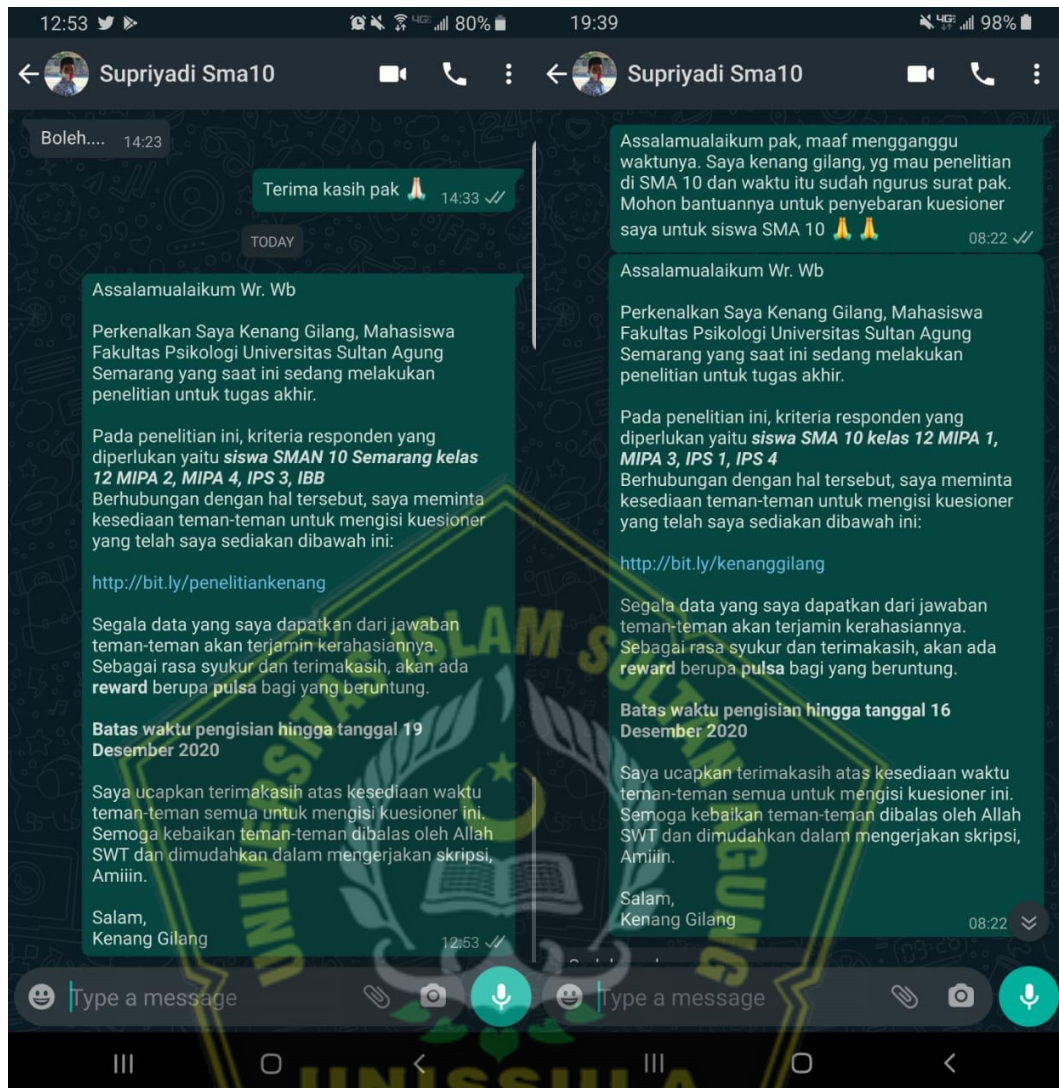 12:53
4GE
80%
Supriyadi Sma10
Boleh....
14:23
Terima kasih pak 🙏🏻
14:33
TODAY
Assalamualaikum Wr. Wb
Perkenalkan Saya Kenang Gilang, Mahasiswa
Fakultas Psikologi Universitas Sultan Agung
Semarang yang saat ini sedang melakukan
penelitian untuk tugas akhir.
Pada penelitian ini, kriteria responden yang
diperlukan yaitu siswa SMAN 10 Semarang kelas
12 MIPA 2, MIPA 4, IPS 3, IBB
Berhubungan dengan hal tersebut, saya meminta
kesediaan teman-teman untuk mengisi kuesioner
yang telah saya sediakan dibawah ini:
http://bit.ly/penelitiankenang
Segala data yang saya dapatkan dari jawaban
teman-teman akan terjamin kerahasiannya.
Sebagai rasa syukur dan terimakasih, akan ada
reward berupa pulsa bagi yang beruntung.
Batas waktu pengisian hingga tanggal 19
Desember 2020
Saya ucapkan terimakasih atas kesediaan waktu
teman-teman semua untuk mengisi kuesioner ini.
Semoga kebaikan teman-teman dibalas oleh Allah
SWT dan dimudahkan dalam mengerjakan skripsi,
Amiiin.
Salam,
Kenang Gilang
12:53
Type a message
19:39
4GE
98%
Supriyadi Sma10
Assalamualaikum pak, maaf mengganggu
waktunya. Saya kenang gilang, yg mau penelitian
di SMA 10 dan waktu itu sudah ngurus surat pak.
Mohon bantuannya untuk penyebaran kuesioner
saya untuk siswa SMA 10 🙏 🙏
08:22
Assalamualaikum Wr. Wb
Perkenalkan Saya Kenang Gilang, Mahasiswa
Fakultas Psikologi Universitas Sultan Agung
Semarang yang saat ini sedang melakukan
penelitian untuk tugas akhir.
Pada penelitian ini, kriteria responden yang
diperlukan yaitu siswa SMA 10 kelas 12 MIPA 1,
MIPA 3, IPS 1, IPS 4
Berhubungan dengan hal tersebut, saya meminta
kesediaan teman-teman untuk mengisi kuesioner
yang telah saya sediakan dibawah ini:
http://bit.ly/kenanggilang
Segala data yang saya dapatkan dari jawaban
teman-teman akan terjamin kerahasiannya.
Sebagai rasa syukur dan terimakasih, akan ada
reward berupa pulsa bagi yang beruntung.
Batas waktu pengisian hingga tanggal 16
Desember 2020
Saya ucapkan terimakasih atas kesediaan waktu
teman-teman semua untuk mengisi kuesioner ini.
Semoga kebaikan teman-teman dibalas oleh Allah
SWT dan dimudahkan dalam mengerjakan skripsi,
Amiiin.
Salam,
Kenang Gilang
08:22
Type a message
UNIVERSITAS ISLAM SULTAN AGUNG
UNISSULA